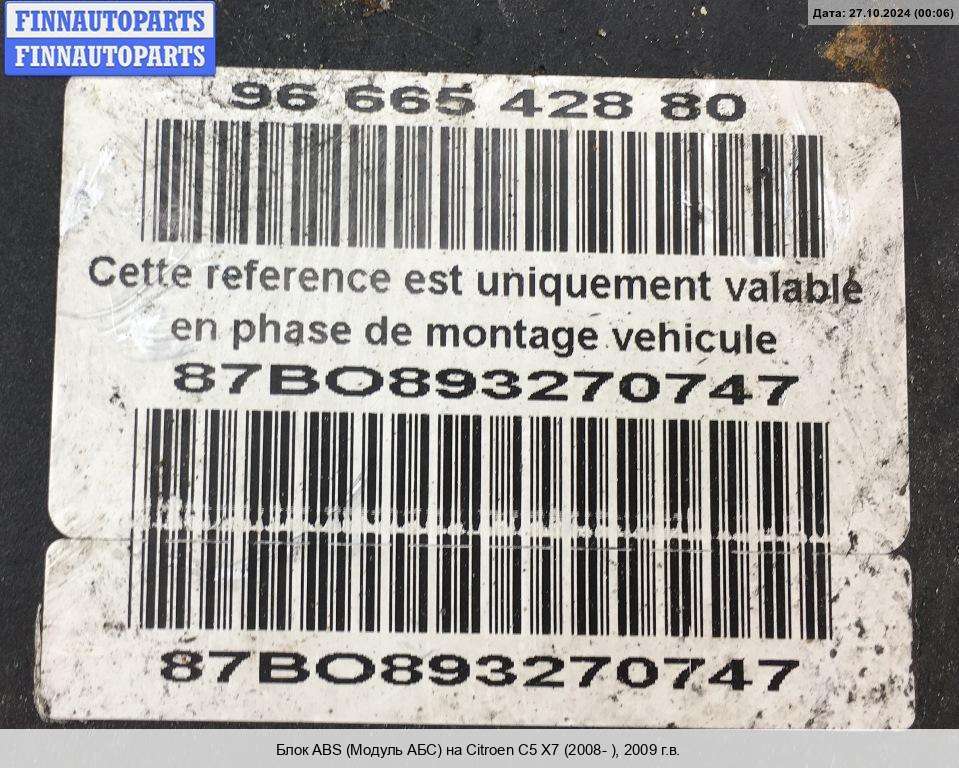 FINNAUTOPARTS
FINNAUTOPARTS
Дата: 27.10.2024 (00:06)
96 665 428 80
Cette reference est uniquement valable
en phase de montage vehicule
87BO893270747
87BO893270747
Блок ABS (Модуль АБС) на Citroen C5 X7 (2008- ), 2009 г.в.